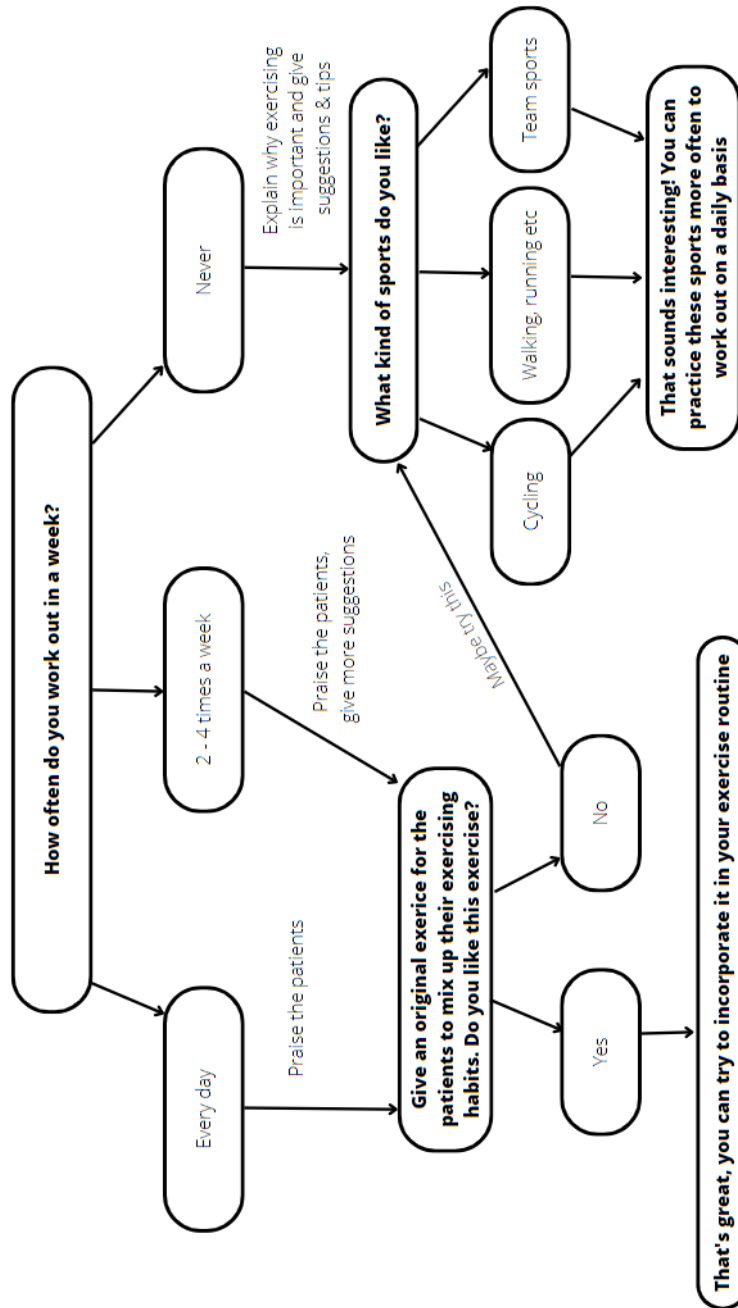 How often do you work out in a week?
Every day
2 - 4 times a week
Never
Praise the patients
Praise the patients,
give more suggestions
Explain why exercising
is important and give
suggestions & tips
Give an original exerice for the
patients to mix up their exercising
habits. Do you like this exercise?
What kind of sports do you like?
Yes
No
Maybe try this
Cycling
Walking, running etc
Team sports
That's great, you can try to incorporate it in your exercise routine
That sounds interesting! You can
practice these sports more often to
work out on a daily basis